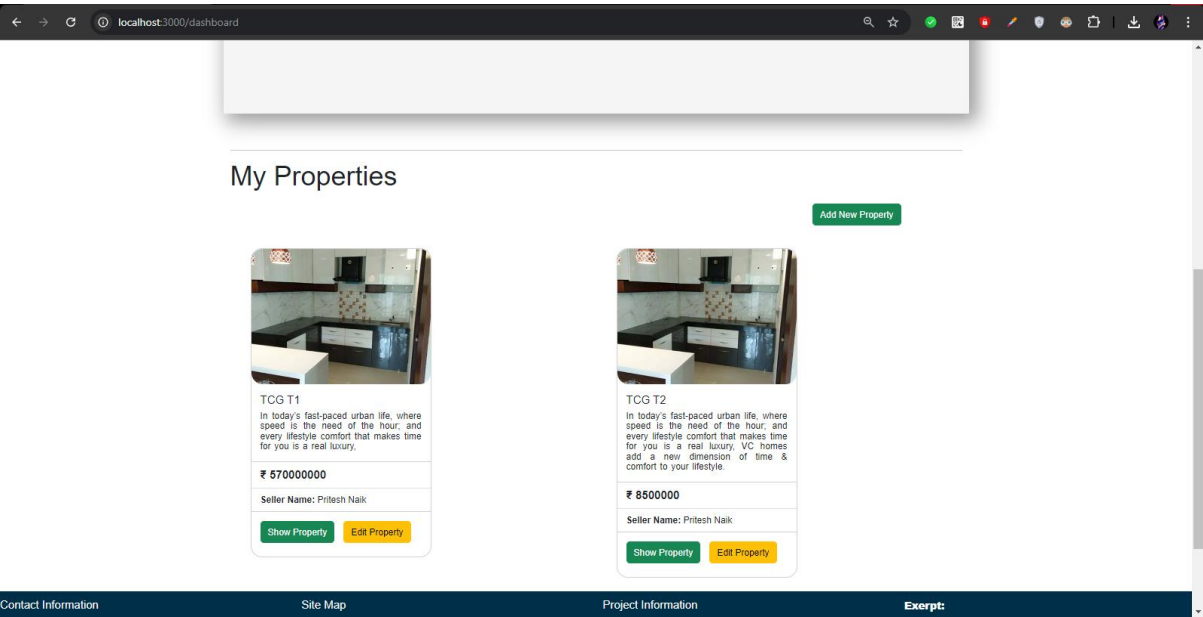 localhost:3000/dashboard
My Properties
Add New Property
TCG T1
In today's fast-paced urban life, where
speed is the need of the hour; and
every lifestyle comfort that makes time
for you is a real luxury,
₹ 570000000
Seller Name: Pritesh Naik
Show Property
Edit Property
TCG T2
In today's fast-paced urban life, where
speed is the need of the hour; and
every lifestyle comfort that makes time
for you is a real luxury, VC homes
add a new dimension of time &
comfort to your lifestyle.
₹ 8500000
Seller Name: Pritesh Naik
Show Property
Edit Property
Contact Information
Site Map
Project Information
Exerpt: